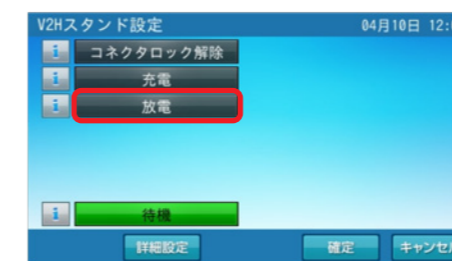 V2Hスタンド設定 04月10日 12:
i コネクタロック解除
i 充電
i 放電
i 待機
詳細設定 確定 キャンセル